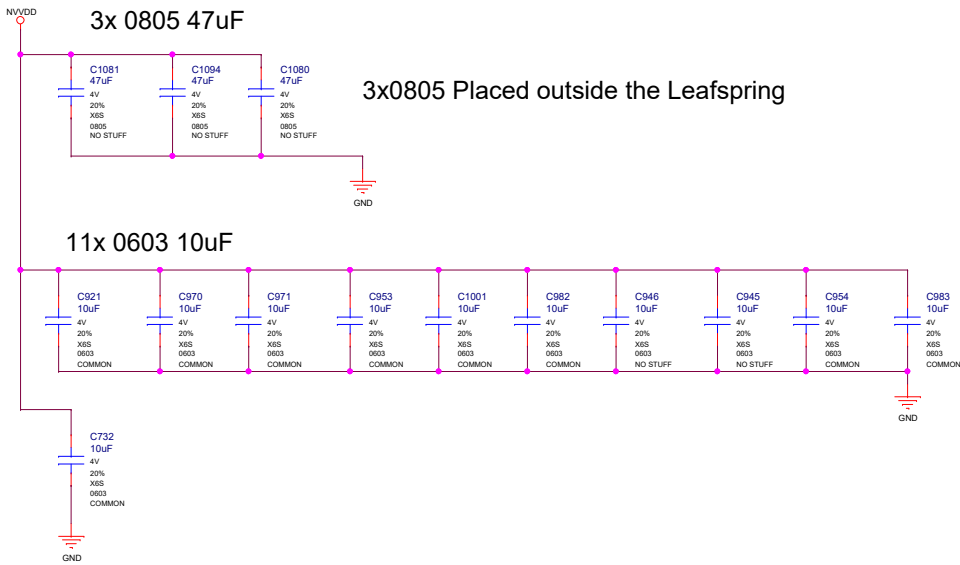 NVVDD
3x 0805 47uF
C1081
47uF
4V
20%
X6S
0805
NO STUFF
C1094
47uF
4V
20%
X6S
0805
NO STUFF
C1080
47uF
4V
20%
X6S
0805
NO STUFF
3x0805 Placed outside the Leafspring
GND
11x 0603 10uF
C921
10uF
4V
20%
X6S
0603
COMMON
C970
10uF
4V
20%
X6S
0603
COMMON
C971
10uF
4V
20%
X6S
0603
COMMON
C953
10uF
4V
20%
X6S
0603
COMMON
C1001
10uF
4V
20%
X6S
0603
COMMON
C982
10uF
4V
20%
X6S
0603
COMMON
C946
10uF
4V
20%
X6S
0603
NO STUFF
C945
10uF
4V
20%
X6S
0603
NO STUFF
C954
10uF
4V
20%
X6S
0603
COMMON
C983
10uF
4V
20%
X6S
0603
COMMON
GND
C732
10uF
4V
20%
X6S
0603
COMMON
GND